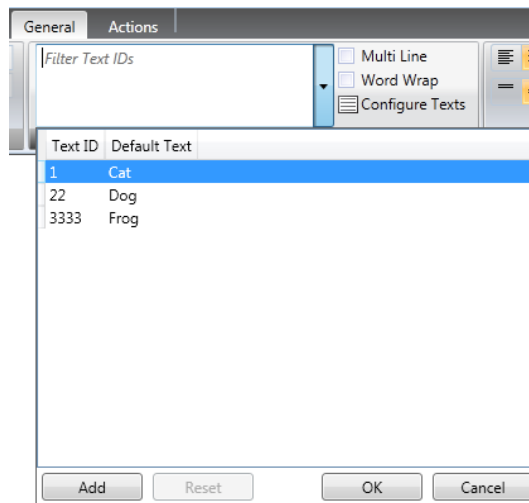 General Actions
Filter Text IDs
Multi Line
Word Wrap
Configure Texts
Text ID Default Text
1 Cat
22 Dog
3333 Frog
Add Reset OK Cancel